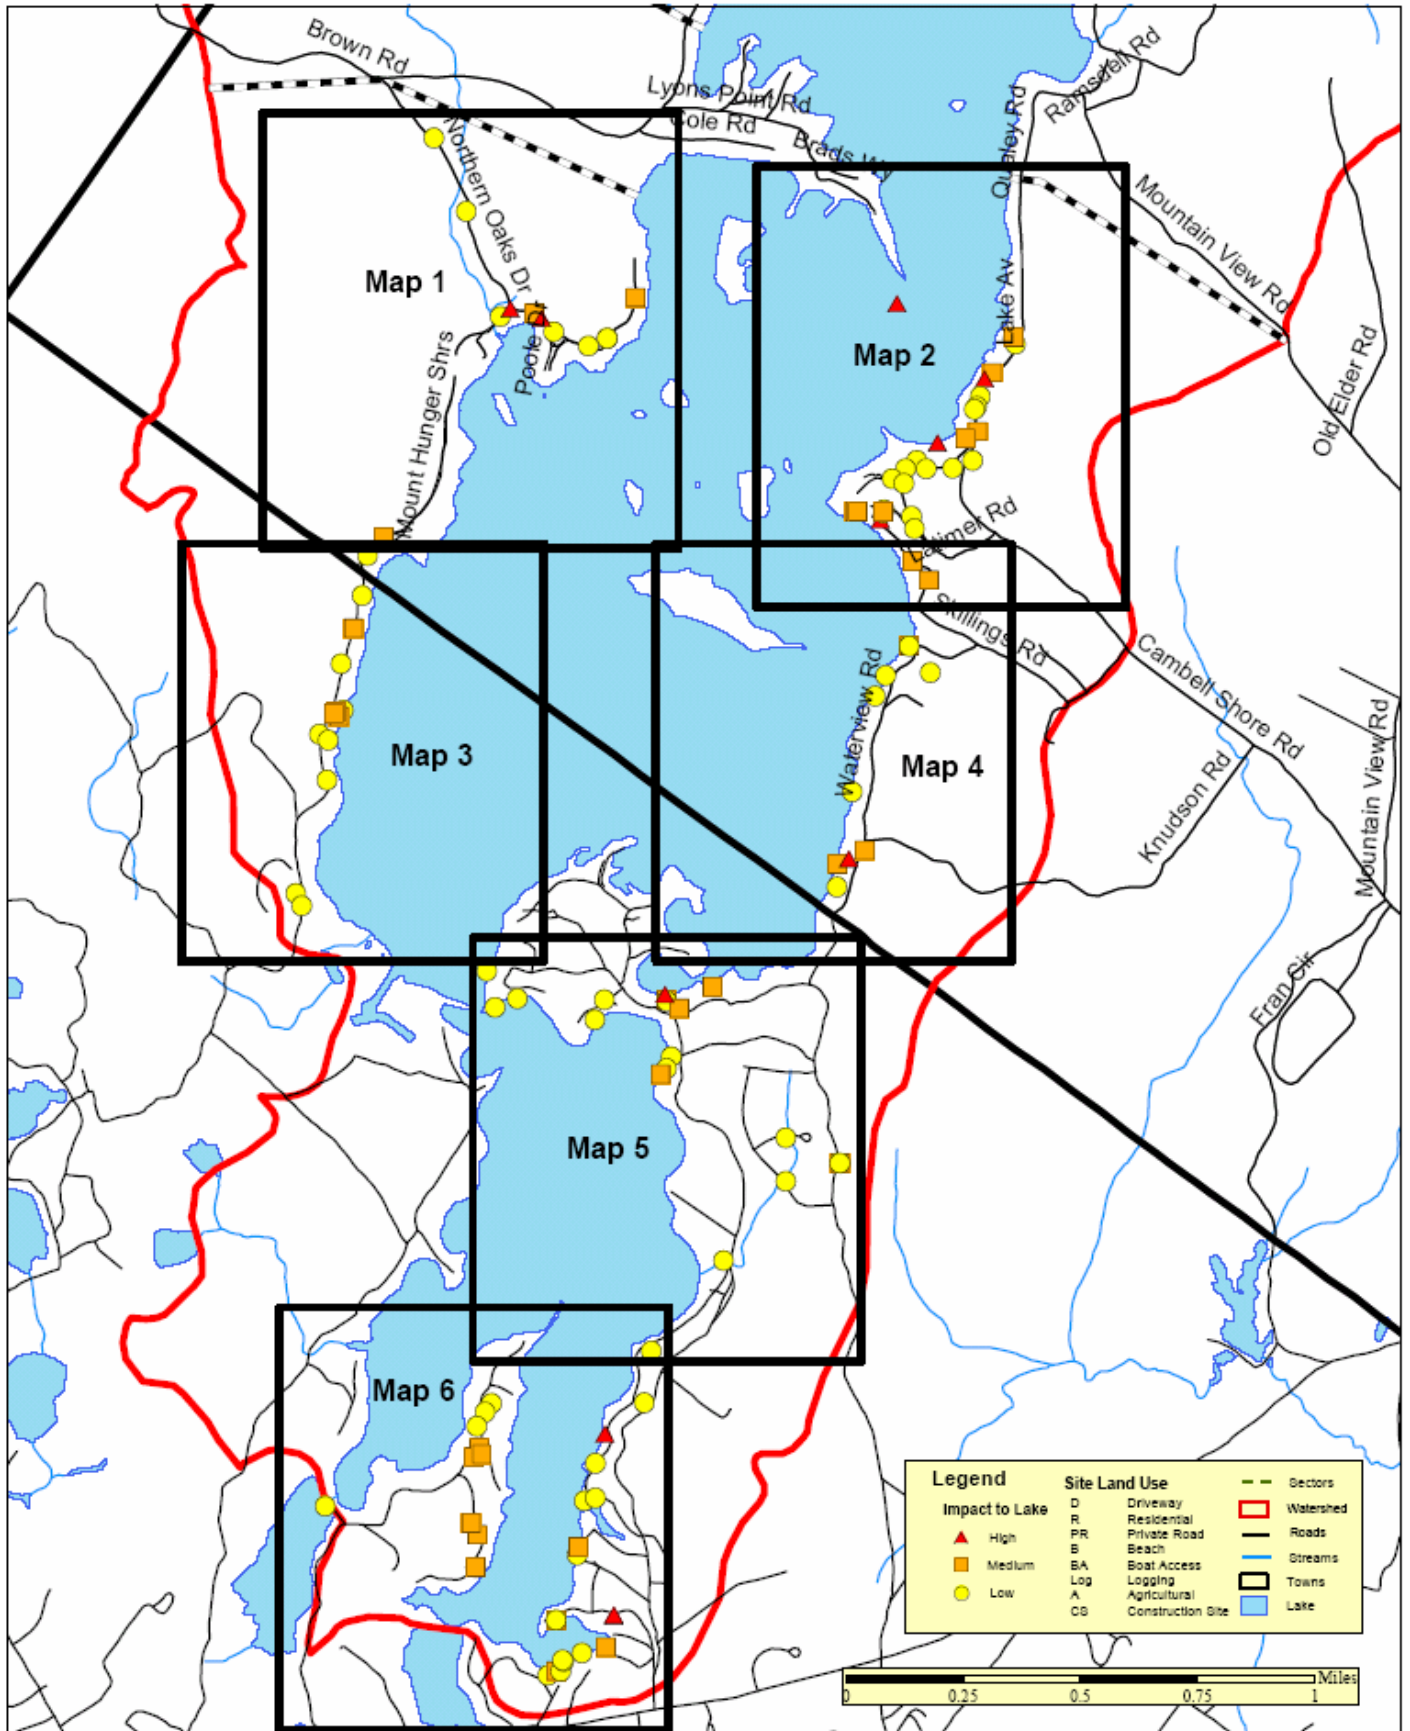 Brown Rd
Lyons Point Rd
Cole Rd
Brads W
Qualey Rd
Ramsdell Rd
Northern Oaks Dr
Mountain View Rd
Map 1
Lake Av
Map 2
Poole
Mount Hunger Shrs
Old Elder Rd
Latimer Rd
Skillings Rd
Cambell Shore Rd
Waterview Rd
Map 3
Map 4
Knudson Rd
Mountain View Rd
Fran Cir
Map 5
Map 6
Legend
Impact to Lake
High
Medium
Low
Site Land Use
D Driveway
R Residential
PR Private Road
B Beach
BA Boat Access
Log Logging
A Agricultural
CS Construction Site
Sectors
Watershed
Roads
Streams
Towns
Lake
0 0.25 0.5 0.75 1 Miles